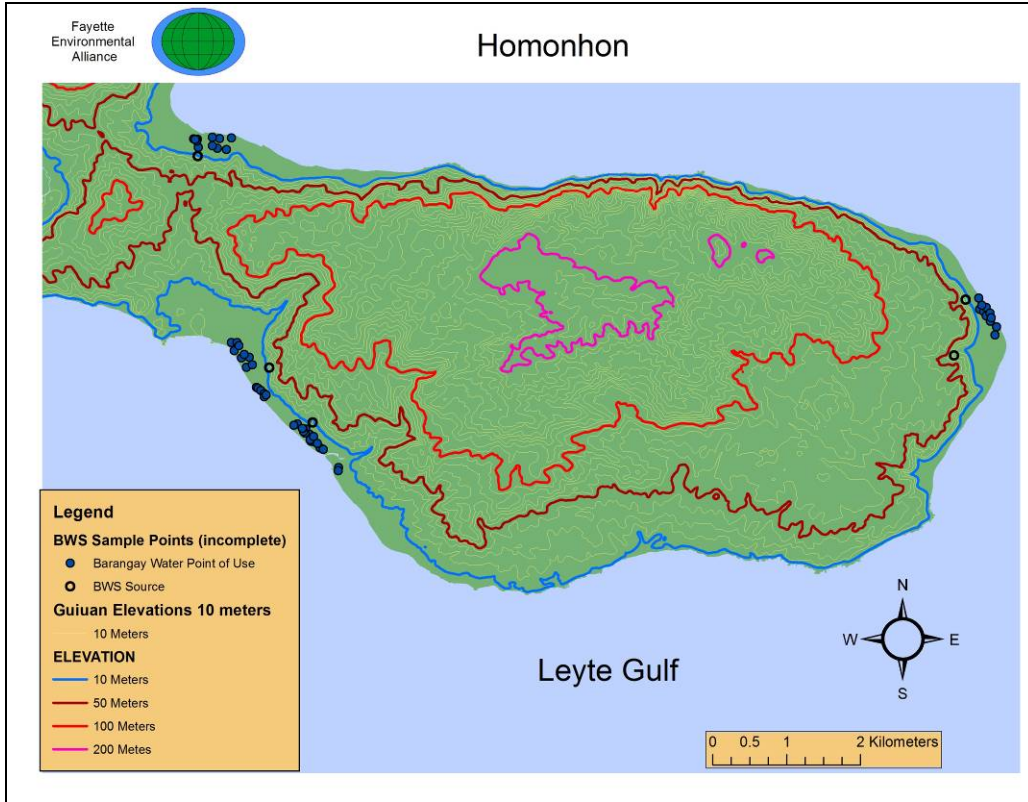 Fayette
Environmental
Alliance
Homonhon
Legend
BWS Sample Points (incomplete)
Barangay Water Point of Use
BWS Source
Guiuan Elevations 10 meters
10 Meters
ELEVATION
10 Meters
50 Meters
100 Meters
200 Metes
Leyte Gulf
N
W E
S
0 0.5 1 2 Kilometers